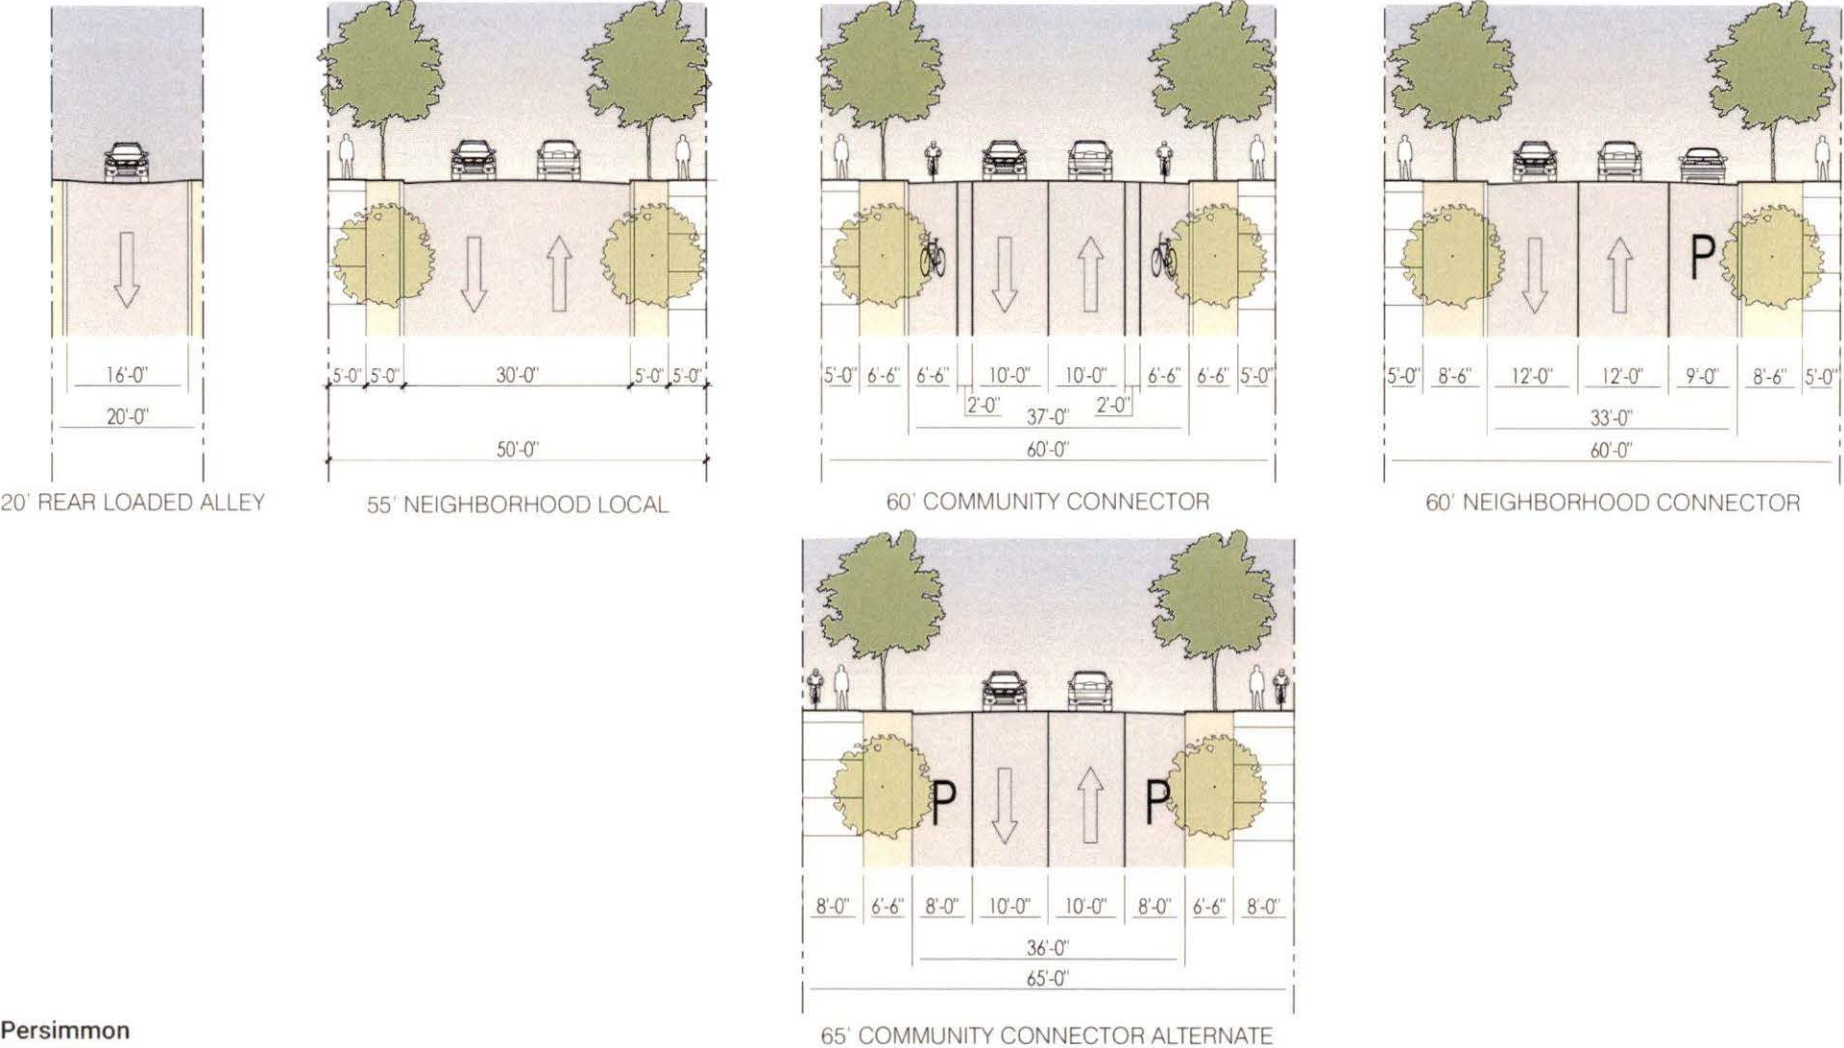 P
16'-0"
20'-0"
20' REAR LOADED ALLEY
5'-0" 5'-0" 30'-0" 5'-0" 5'-0"
50'-0"
55' NEIGHBORHOOD LOCAL
5'-0" 6'-6" 6'-6" 10'-0" 10'-0" 6'-6" 6'-6" 5'-0"
2'-0" 2'-0"
37'-0"
60'-0"
60' COMMUNITY CONNECTOR
5'-0" 8'-6" 12'-0" 12'-0" 9'-0" 8'-6" 5'-0"
33'-0"
60'-0"
60' NEIGHBORHOOD CONNECTOR
P P
8'-0" 6'-6" 8'-0" 10'-0" 10'-0" 8'-0" 6'-6" 8'-0"
36'-0"
65'-0"
65' COMMUNITY CONNECTOR ALTERNATE
Persimmon